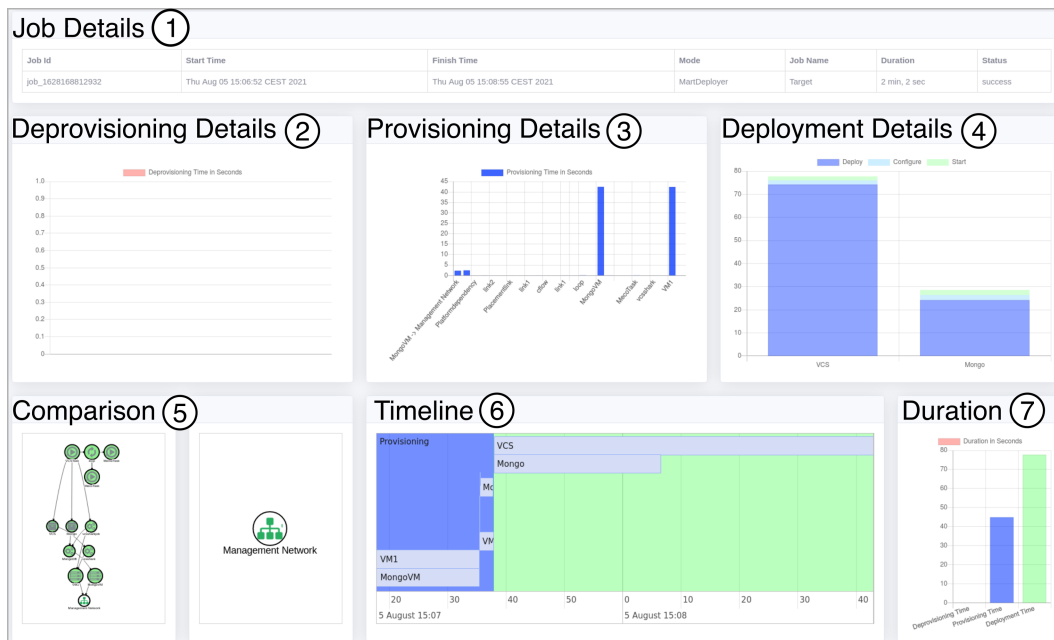 Job Details 1
Job Id Start Time Finish Time Mode Job Name Duration Status
job_1628168812932 Thu Aug 05 15:06:52 CEST 2021 Thu Aug 05 15:08:55 CEST 2021 MartDeployer Target 2 min, 2 sec success
Deprovisioning Details 2
Deprovisioning Time in Seconds
1.0
0.9
0.8
0.7
0.6
0.5
0.4
0.3
0.2
0.1
0
Provisioning Details 3
Provisioning Time in Seconds
45
40
35
30
25
20
15
10
5
0
MongoVM -> Management Network
Platformdependency
link2
Placementlink
link1
cflow
link1
loop
MongoVM
MecoTask
vcsshark
VM1
Deployment Details 4
Deploy Configure Start
80
70
60
50
40
30
20
10
0
VCS Mongo
Comparison 5
Management Network
Management Network
Timeline 6
Provisioning
VCS
Mongo
Mo
VM
VM1
MongoVM
20 30 40 50 0 10 20 30 40
5 August 15:07 5 August 15:08
Duration 7
Duration in Seconds
80
70
60
50
40
30
20
10
0
Deprovisioning Time
Provisioning Time
Deployment Time